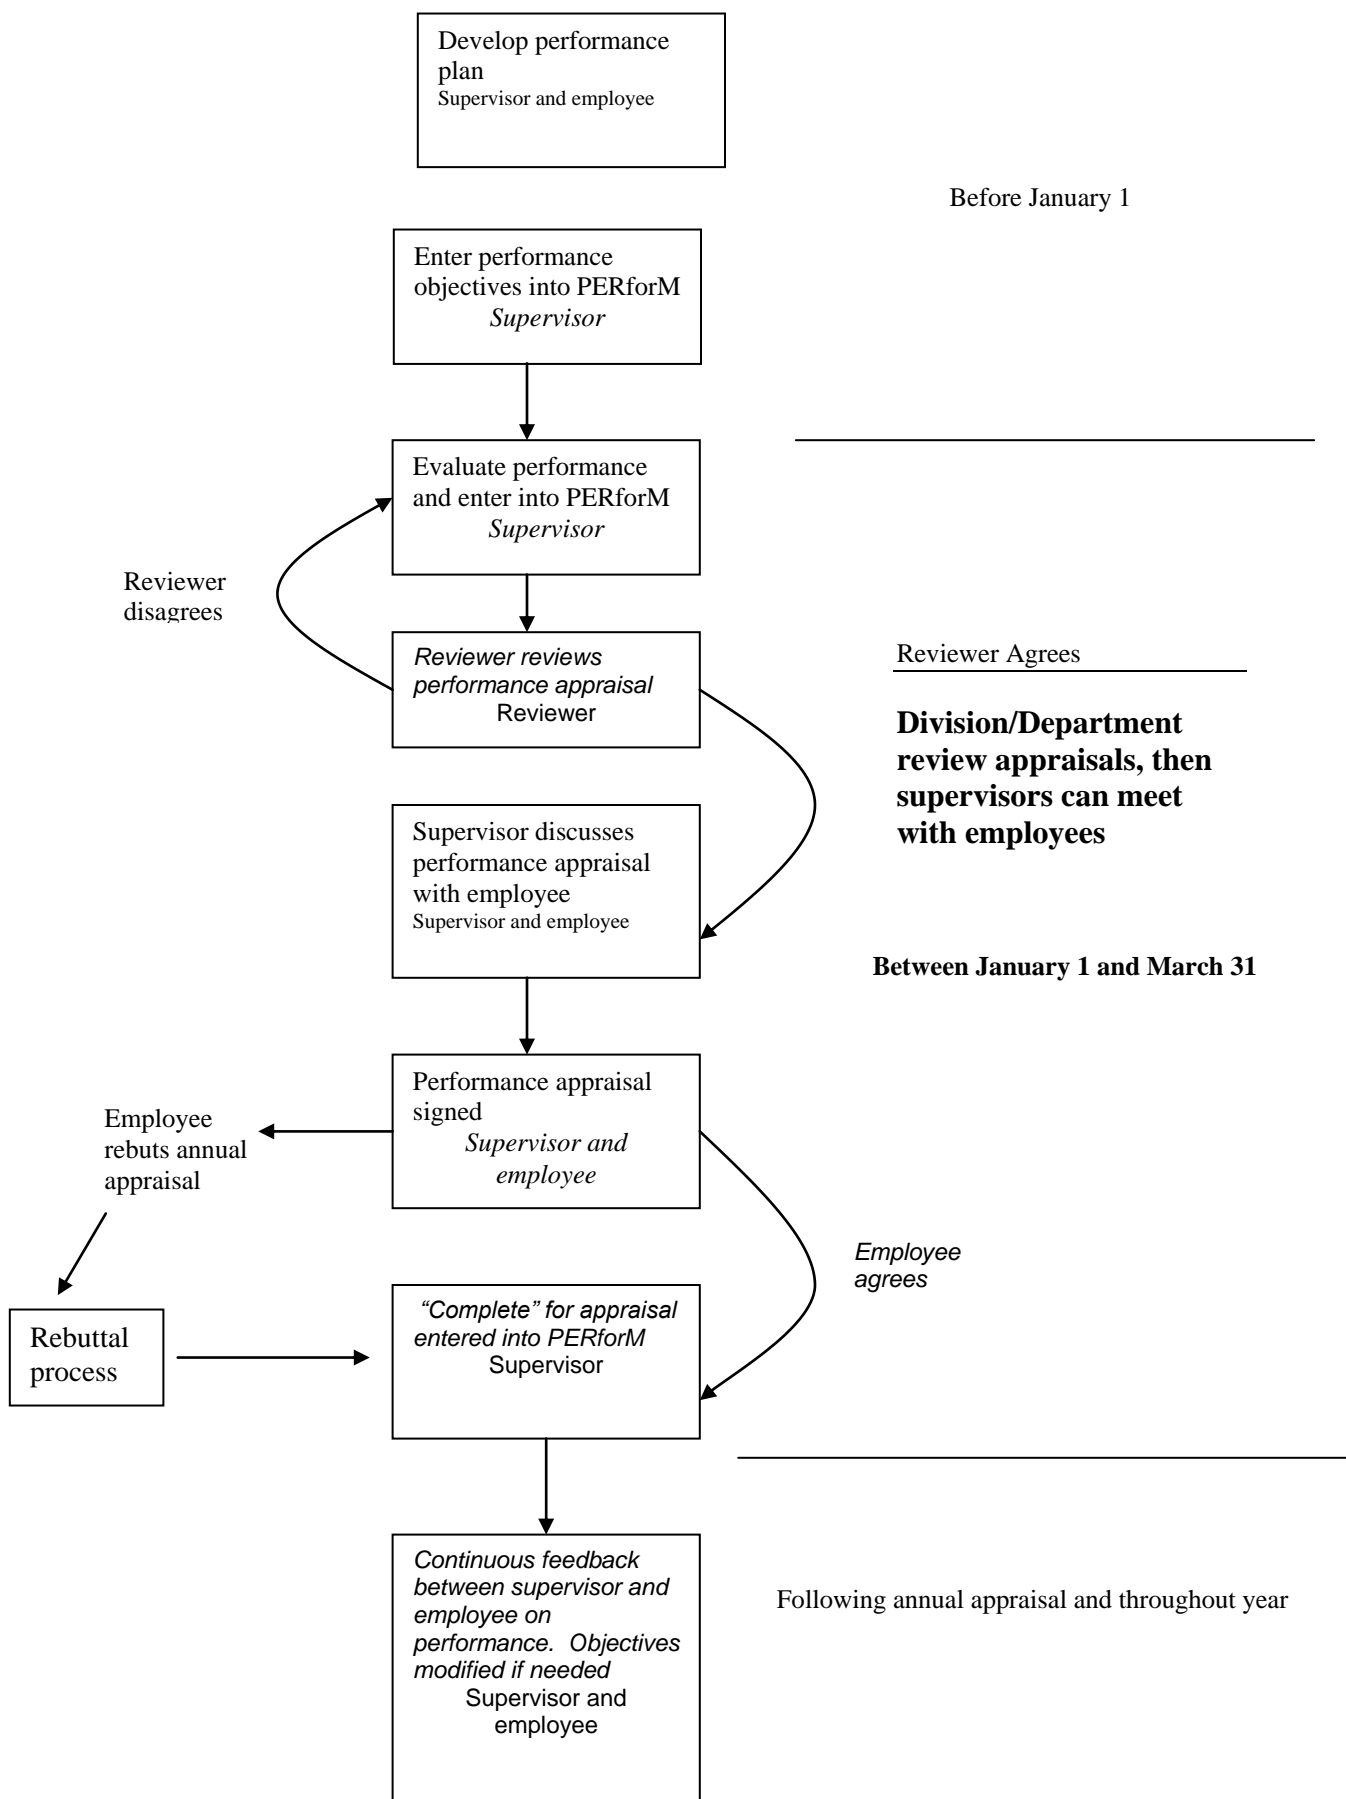 Develop performance
plan
Supervisor and employee
Before January 1
Enter performance
objectives into PERforM
Supervisor
Evaluate performance
and enter into PERforM
Supervisor
Reviewer
disagrees
Reviewer reviews
performance appraisal
Reviewer
Reviewer Agrees
Division/Department
review appraisals, then
supervisors can meet
with employees
Supervisor discusses
performance appraisal
with employee
Supervisor and employee
Between January 1 and March 31
Performance appraisal
signed
Supervisor and
employee
Employee
rebuts annual
appraisal
Employee
agrees
Rebuttal
process
“Complete” for appraisal
entered into PERforM
Supervisor
Continuous feedback
between supervisor and
employee on
performance.  Objectives
modified if needed
Supervisor and
employee
Following annual appraisal and throughout year